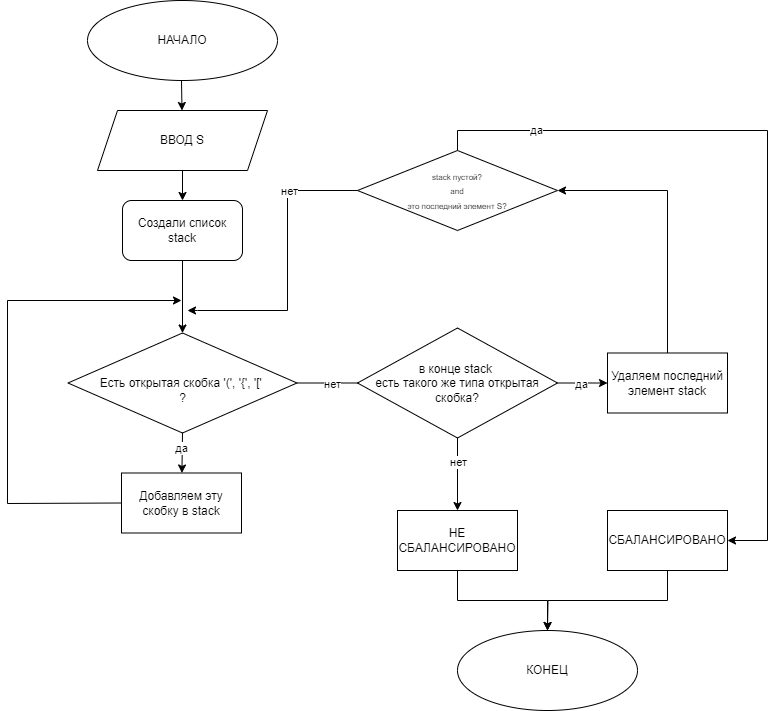 НАЧАЛО
ВВОД S
Создали список
stack
да
stack пустой?
and
это последний элемент S?
нет
Есть открытая скобка '(', '{', '['
?
нет
в конце stack
есть такого же типа открытая
скобка?
да
Удаляем последний
элемент stack
да
Добавляем эту
скобку в stack
нет
НЕ
СБАЛАНСИРОВАНО
СБАЛАНСИРОВАНО
КОНЕЦ